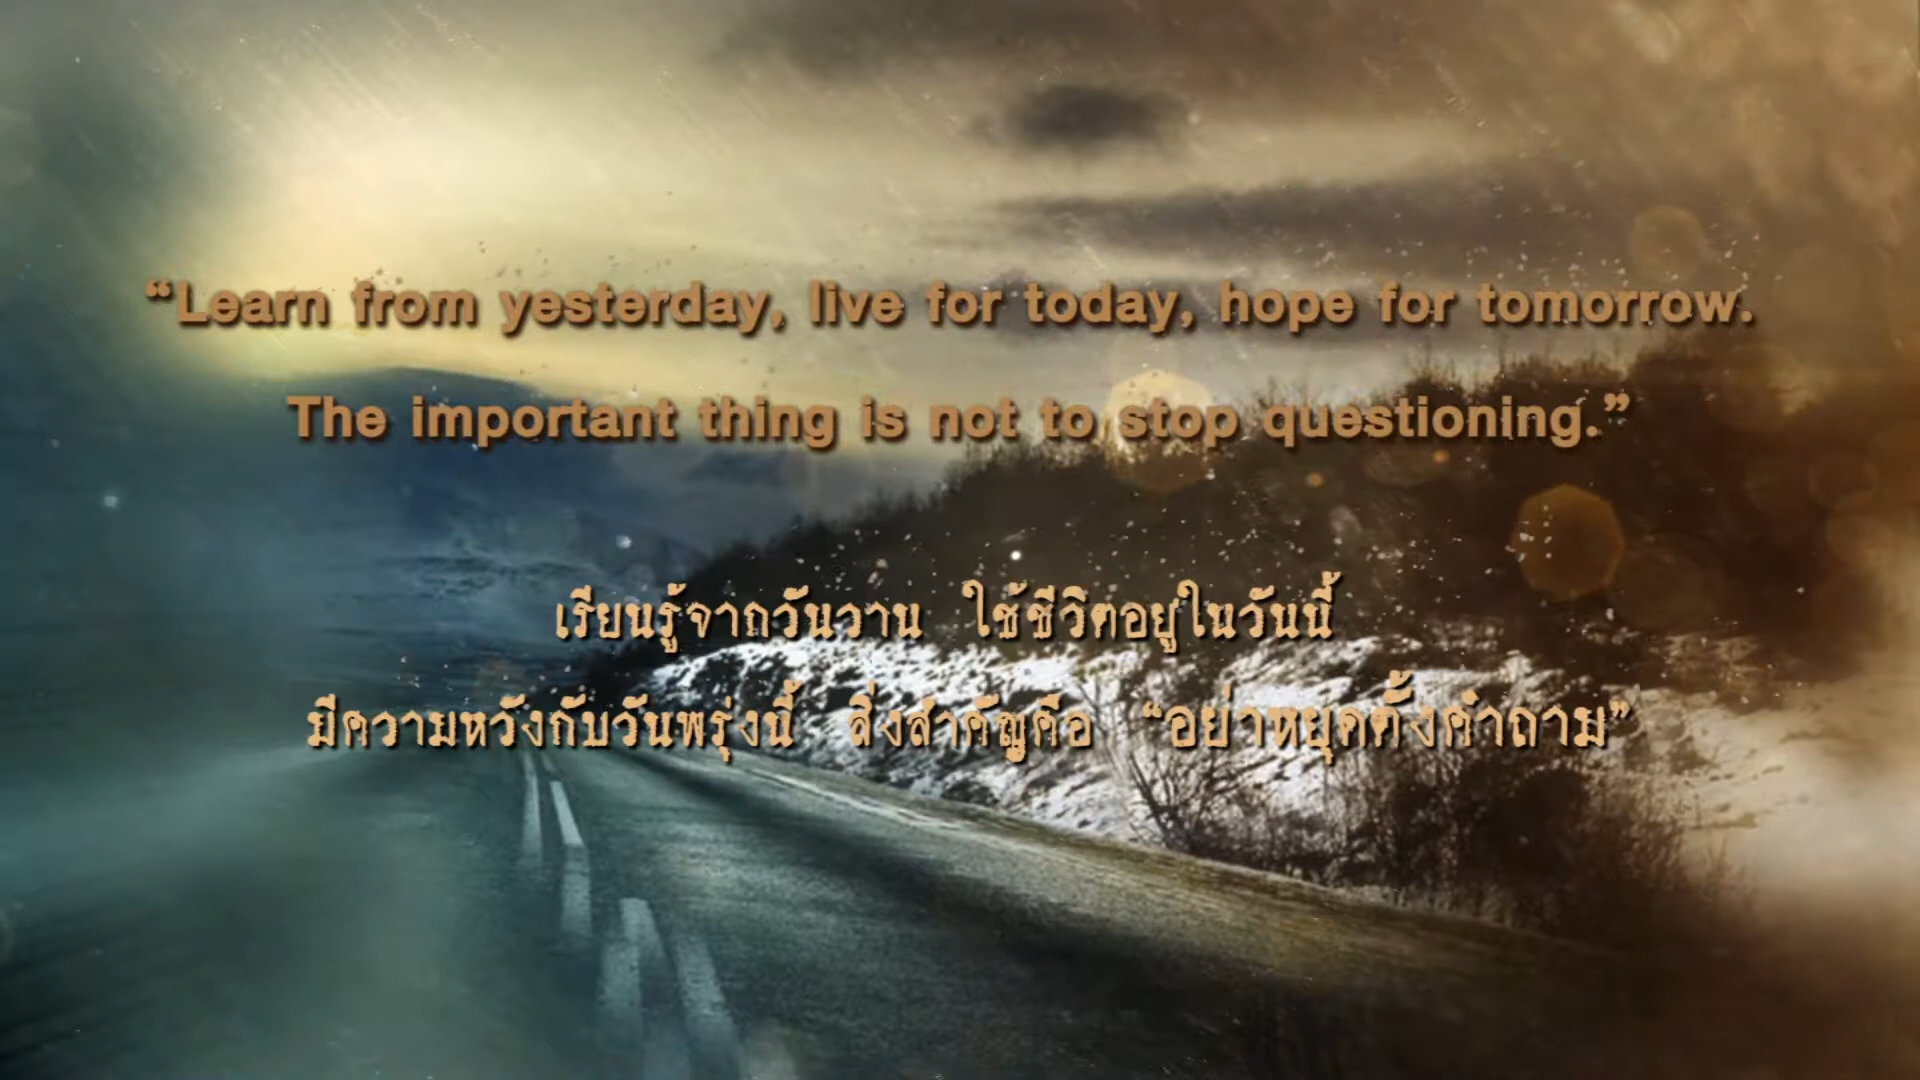 “Learn from yesterday, live for today, hope for tomorrow.
The important thing is not to stop questioning.”
เรียนรู้จากวันวาน ใช้ชีวิตอยู่ในวันนี้
มีความหวังกับวันพรุ่งนี้ สิ่งสำคัญคือ “อย่าหยุดตั้งคำถาม”